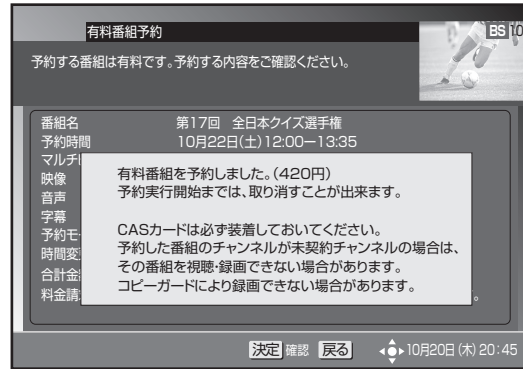 有料番組予約
BS 10
予約する番組は有料です。予約する内容をご確認ください。
番組名 第17回 全日本クイズ選手権
予約時間 10月22日(土)12:00ー13:35
マルチ
映像
音声
字幕
予約モ
時間変
合計金
料金請
有料番組を予約しました。(420円)
予約実行開始までは、取り消すことが出来ます。
CASカードは必ず装着しておいてください。
予約した番組のチャンネルが未契約チャンネルの場合は、
その番組を視聴・録画できない場合があります。
コピーガードにより録画できない場合があります。
決定 確認 戻る 10月20日(木)20:45